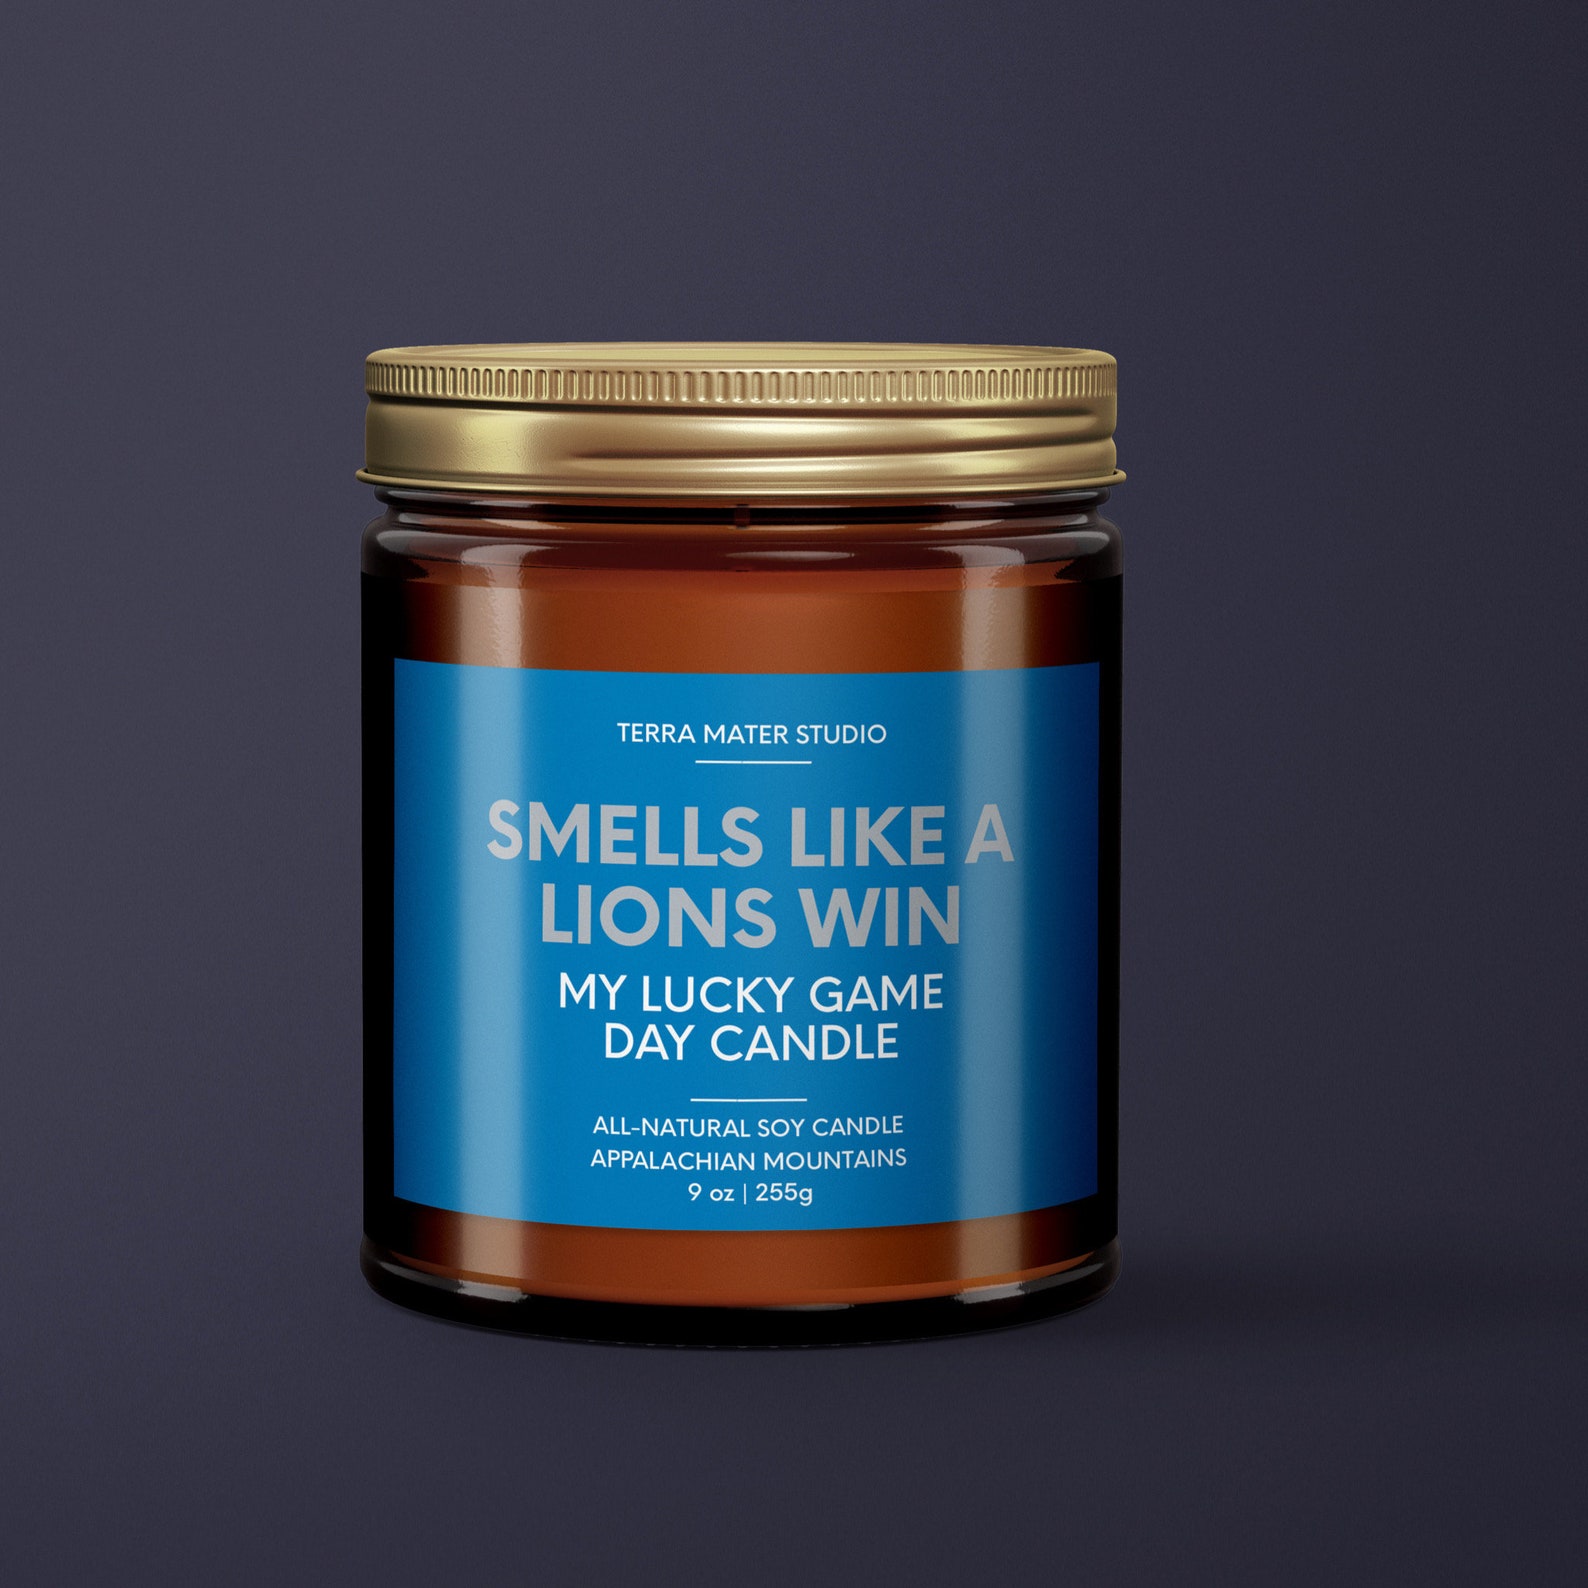 TERRA MATER STUDIO
SMELLS LIKE A
LIONS WIN
MY LUCKY GAME
DAY CANDLE
ALL-NATURAL SOY CANDLE
APPALACHIAN MOUNTAINS
9 oz | 255g